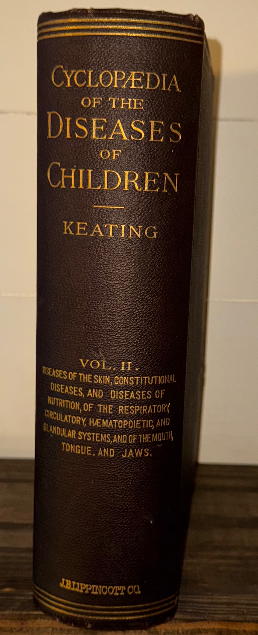 CYCLOPÆDIA
OF THE
DISEASES
OF
CHILDREN
KEATING
VOL. II.
DISEASES OF THE SKIN, CONSTITUTIONAL
DISEASES, AND DISEASES OF
NUTRITION, OF THE RESPIRATORY,
CIRCULATORY, HÆMATOPOIETIC, AND
GLANDULAR SYSTEMS, AND OF THE MOUTH,
TONGUE, AND JAWS.
J.B. LIPPINCOTT CO.